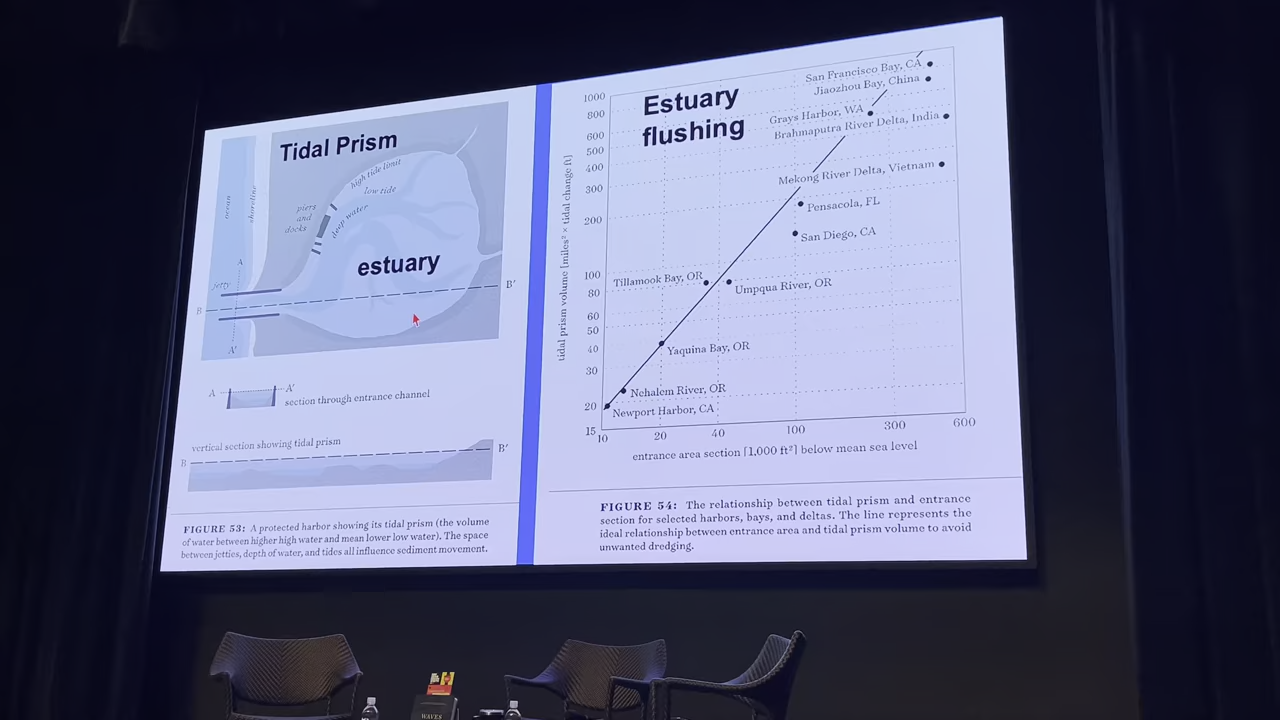 Tidal Prism
high tide limit
low tide
deep water
piers
and
docks
ocean
shoreline
estuary
jetty
A
A'
B
B'
A
A'
section through entrance channel
vertical section showing tidal prism
B
B'
FIGURE 53: A protected harbor showing its tidal prism (the volume
of water between higher high water and mean lower low water). The space
between jetties, depth of water, and tides all influence sediment movement.
Estuary
flushing
tidal prism volume [miles² × tidal change ft]
1000
800
600
500
400
300
200
100
80
60
50
40
30
20
15
San Francisco Bay, CA
Jiaozhou Bay, China
Grays Harbor, WA
Brahmaputra River Delta, India
Mekong River Delta, Vietnam
Pensacola, FL
San Diego, CA
Tillamook Bay, OR
Umpqua River, OR
Yaquina Bay, OR
Nehalem River, OR
Newport Harbor, CA
10 20 40 100 300 600
entrance area section [1,000 ft²] below mean sea level
FIGURE 54: The relationship between tidal prism and entrance
section for selected harbors, bays, and deltas. The line represents the
ideal relationship between entrance area and tidal prism volume to avoid
unwanted dredging.
WAVES